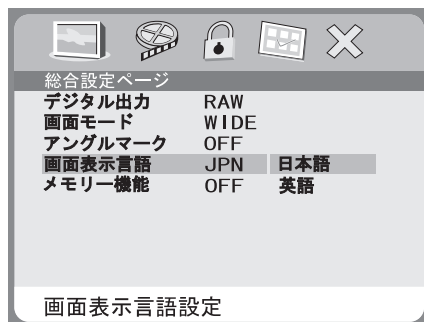 総合設定ページ
デジタル出力 RAW
画面モード WIDE
アングルマーク OFF
画面表示言語 JPN 日本語
メモリー機能 OFF 英語
画面表示言語設定